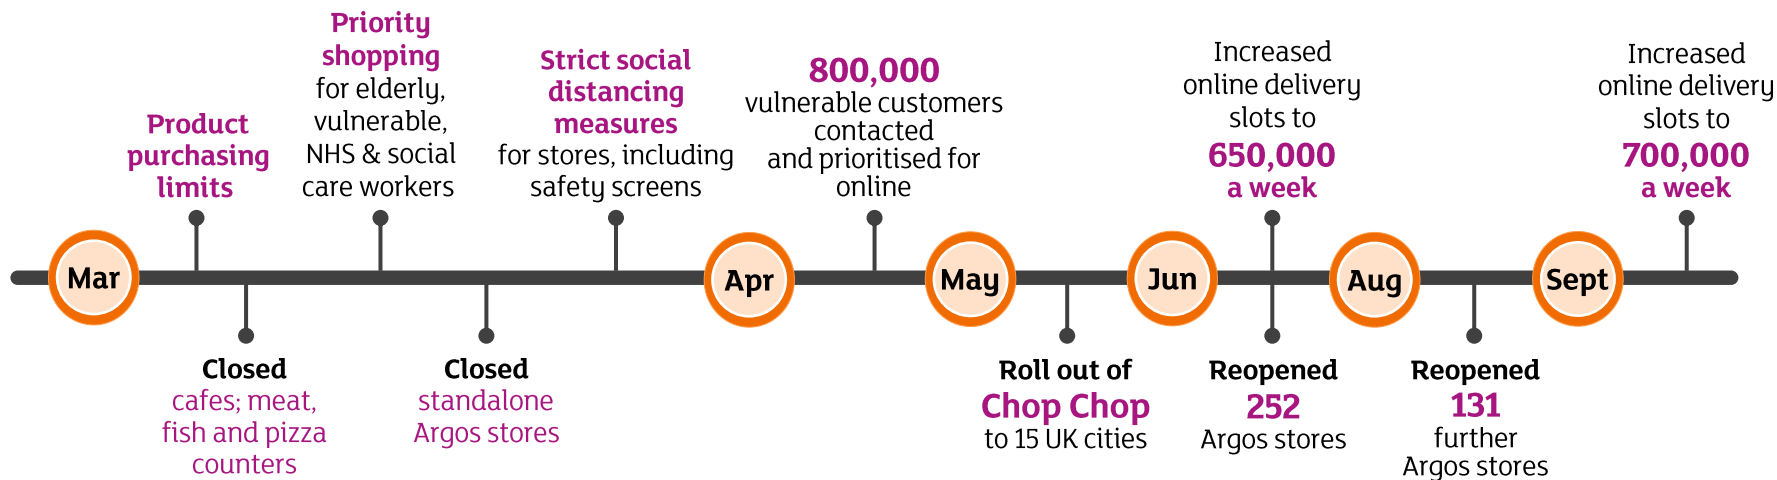 Mar
Product
purchasing
limits
Closed
cafes; meat,
fish and pizza
counters
Priority
shopping
for elderly,
vulnerable,
NHS & social
care workers
Closed
standalone
Argos stores
Strict social
distancing
measures
for stores, including
safety screens
Apr
800,000
vulnerable customers
contacted
and prioritised for
online
May
Roll out of
Chop Chop
to 15 UK cities
Jun
Increased
online delivery
slots to
650,000
a week
Reopened
252
Argos stores
Aug
Reopened
131
further
Argos stores
Sept
Increased
online delivery
slots to
700,000
a week